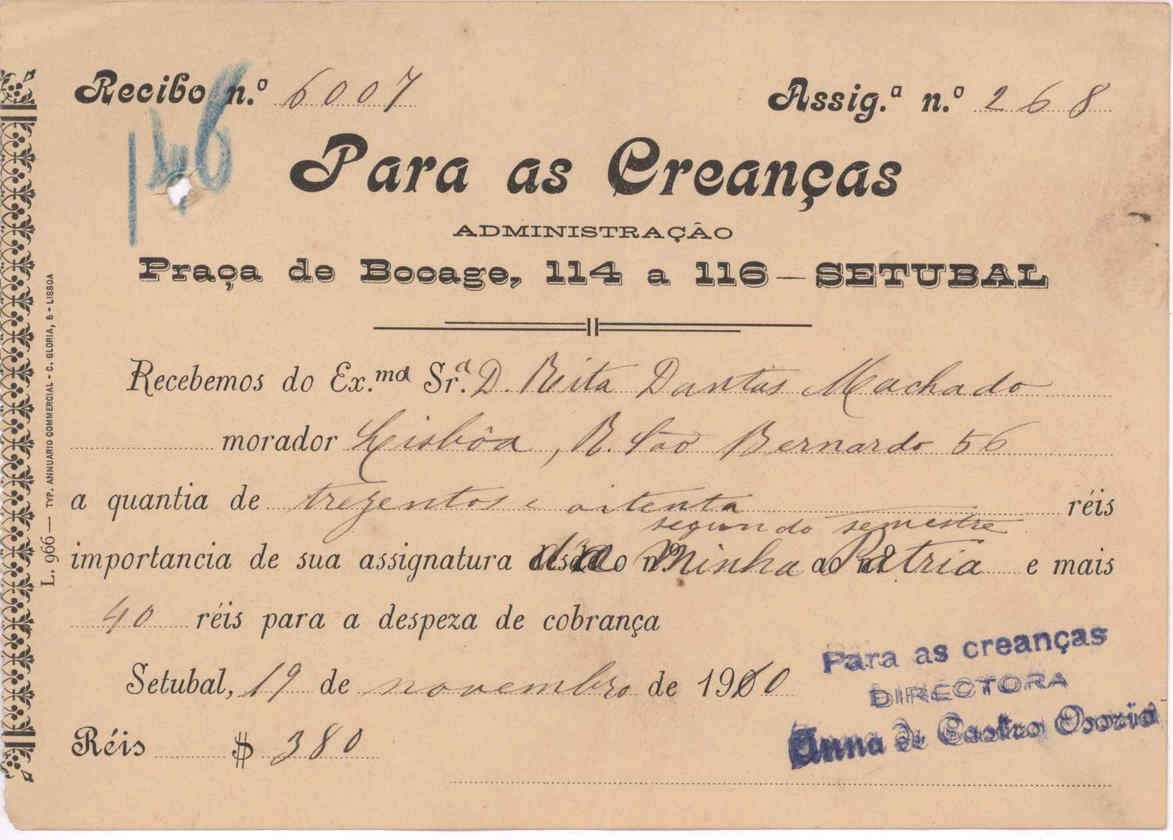 Recibo n.º 6007
Assig.ª n.º 268
146
Para as Creanças
ADMINISTRAÇÃO
Praça de Bocage, 114 a 116 — SETUBAL
Recebemos do Ex.ma Sr.ª D. Rita Dantas Machado
morador Lisbôa, R. São Bernardo 56
a quantia de trezentos e oitenta réis
segundo semestre
importancia de sua assignatura da Minha Patria e mais
40 réis para a despeza de cobrança
Setubal, 19 de novembro de 1910
Réis $ 380
Para as creanças
DIRECTORA
Anna de Castro Osorio
L. 966 — TYP. ANNUARIO COMMERCIAL - C. GLORIA, 5 - LISBOA